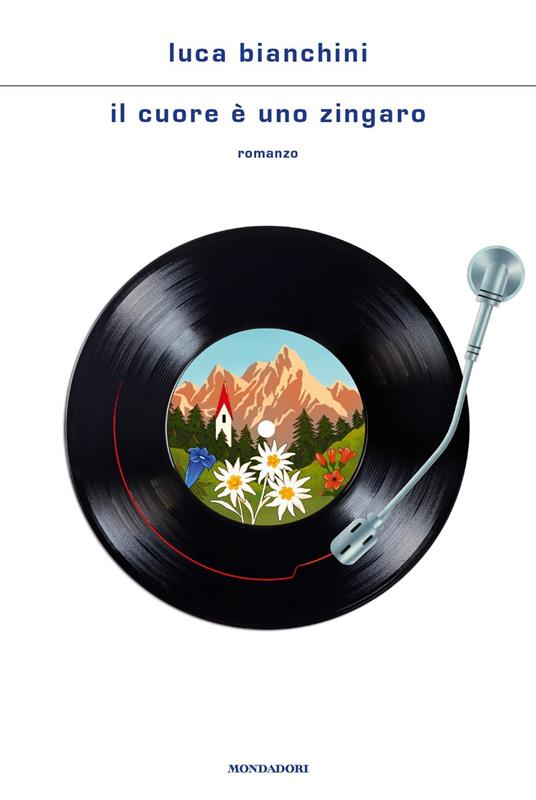 luca bianchini
il cuore è uno zingaro
romanzo
MONDADORI